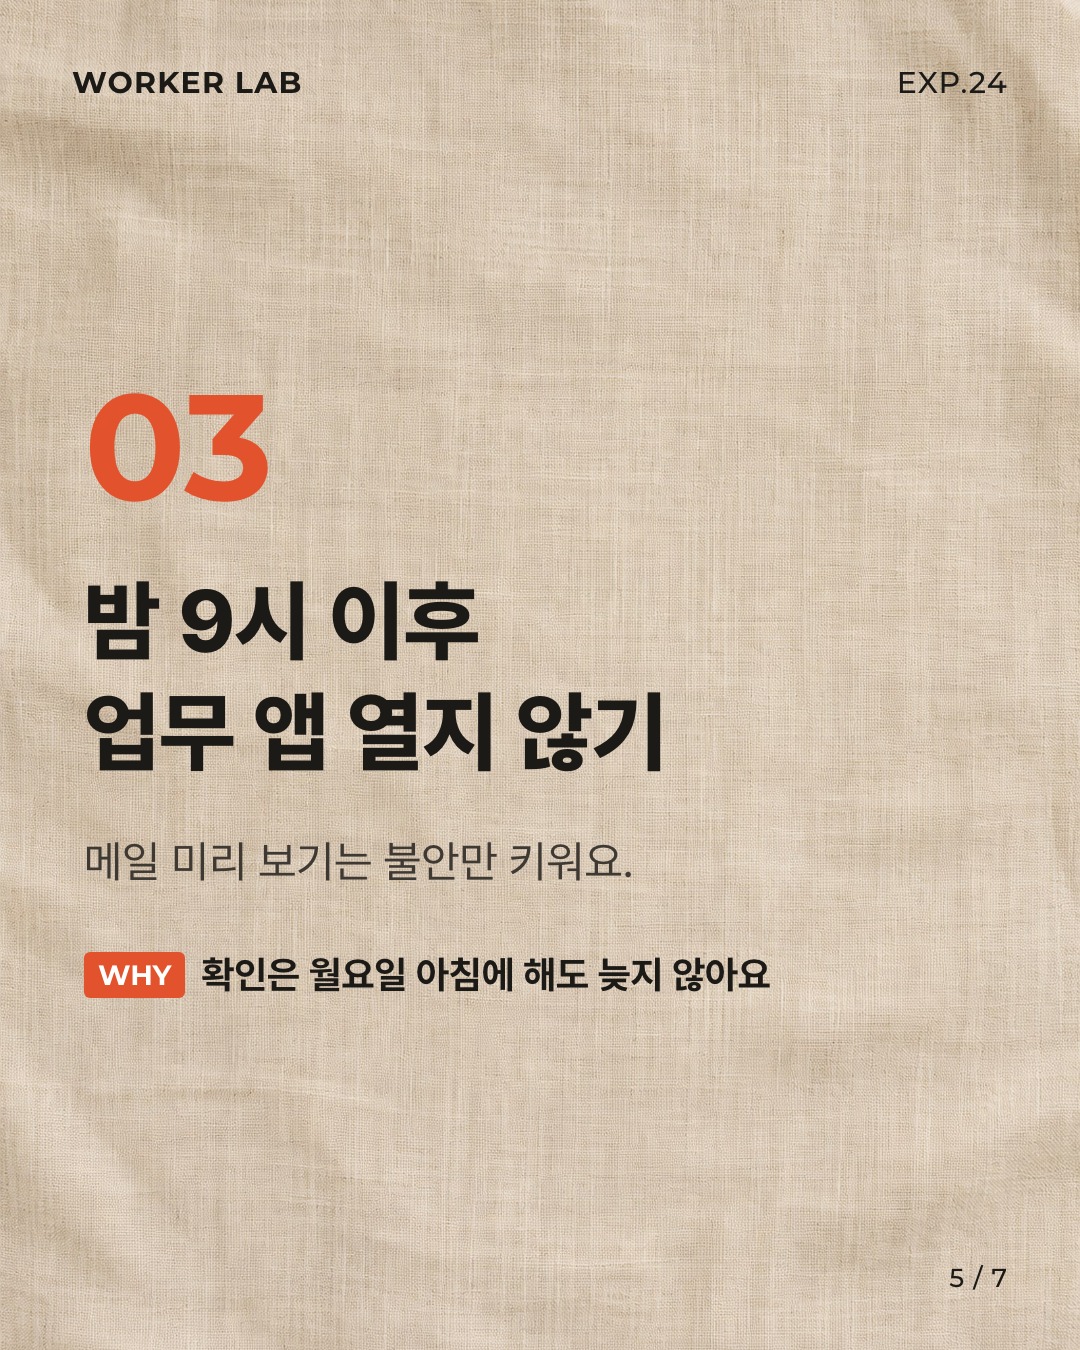 WORKER LAB
EXP.24
03
밤 9시 이후
업무 앱 열지 않기
메일 미리 보기는 불안만 키워요.
WHY 확인은 월요일 아침에 해도 늦지 않아요
5 / 7